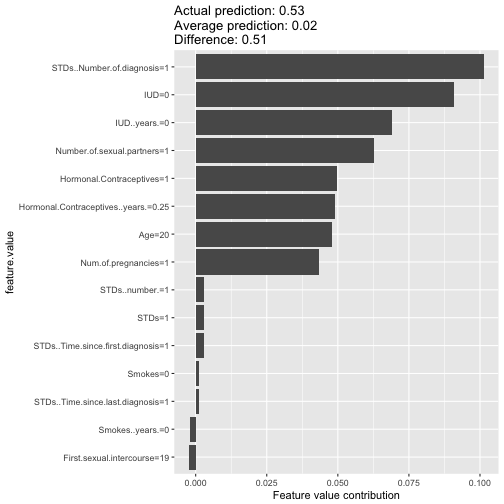 Actual prediction: 0.53
Average prediction: 0.02
Difference: 0.51
STDs..Number.of.diagnosis=1
IUD=0
IUD..years.=0
Number.of.sexual.partners=1
Hormonal.Contraceptives=1
Hormonal.Contraceptives..years.=0.25
Age=20
Num.of.pregnancies=1
STDs..number.=1
STDs=1
STDs..Time.since.first.diagnosis=1
Smokes=0
STDs..Time.since.last.diagnosis=1
Smokes..years.=0
First.sexual.intercourse=19
feature.value
0.000 0.025 0.050 0.075 0.100
Feature value contribution